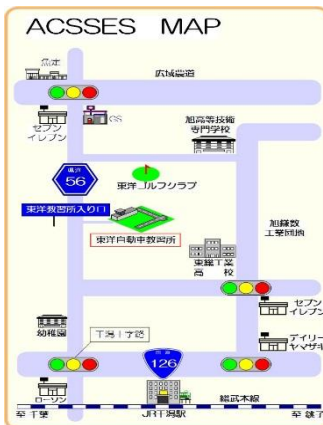 ACSSES MAP
広域農道
セブン
イレブン
GS
旭高等技術
専門学校
県道
56
東洋ゴルフクラブ
東洋教習所入り口
東洋自動車教習所
旭鎌数
工業団地
東総工業
高 校
セブン
イレブン
幼稚園
干潟十字路
デイリー
ヤマザキ
国道
126
ローソン
総武本線
至 千葉
JR干潟駅
至 銚子